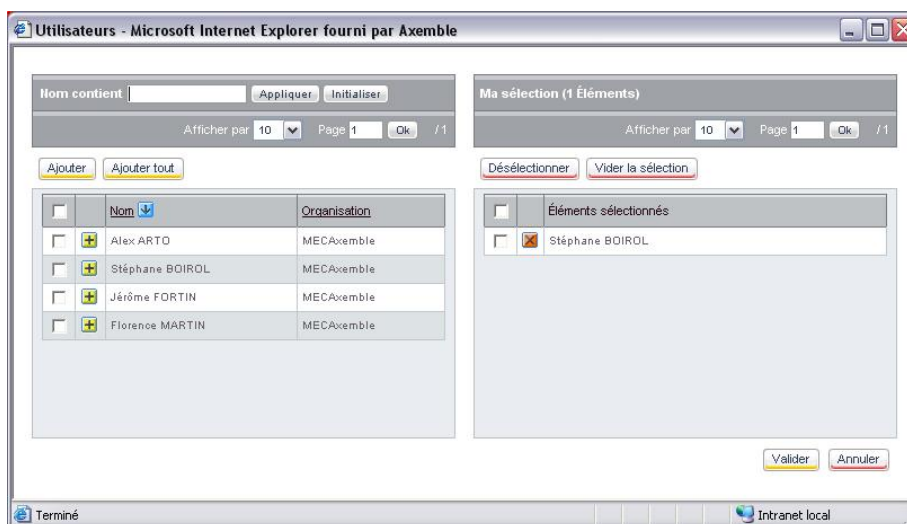 Utilisateurs - Microsoft Internet Explorer fourni par Axemble
Nom contient Appliquer Initialiser
Afficher par 10 Page 1 Ok / 1
Ajouter Ajouter tout
Nom Organisation
Alex ARTO MECAxemble
Stéphane BOIROL MECAxemble
Jérôme FORTIN MECAxemble
Florence MARTIN MECAxemble
Ma sélection (1 Éléments)
Afficher par 10 Page 1 Ok / 1
Désélectionner Vider la sélection
Éléments sélectionnés
Stéphane BOIROL
Valider Annuler
Terminé Intranet local